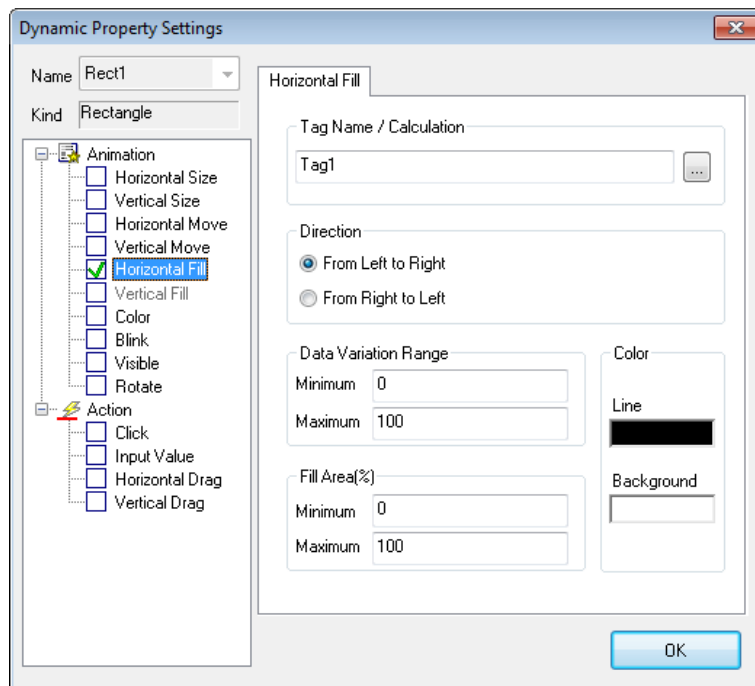 Dynamic Property Settings
Name Rect1
Kind Rectangle
Animation
Horizontal Size
Vertical Size
Horizontal Move
Vertical Move
Horizontal Fill
Vertical Fill
Color
Blink
Visible
Rotate
Action
Click
Input Value
Horizontal Drag
Vertical Drag
Horizontal Fill
Tag Name / Calculation
Tag1
...
Direction
From Left to Right
From Right to Left
Data Variation Range
Minimum 0
Maximum 100
Fill Area(%)
Minimum 0
Maximum 100
Color
Line
Background
OK